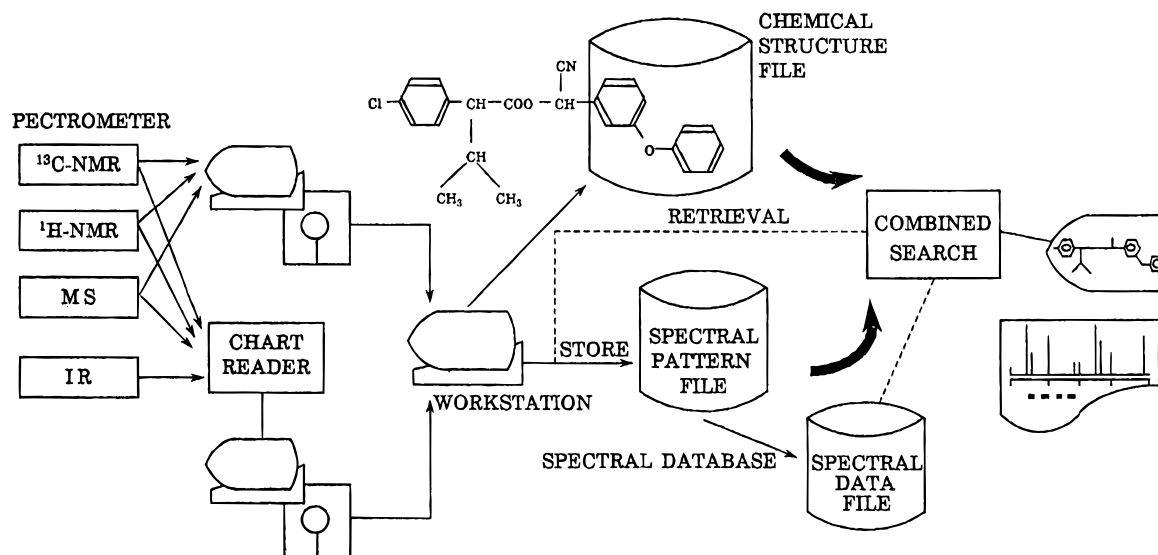 CHEMICAL
STRUCTURE
FILE
CN
Cl
CH
COO
CH
O
CH
CH₃
CH₃
PECTROMETER
¹³C-NMR
¹H-NMR
MS
IR
CHART
READER
WORKSTATION
STORE
RETRIEVAL
SPECTRAL
PATTERN
FILE
SPECTRAL DATABASE
SPECTRAL
DATA
FILE
COMBINED
SEARCH